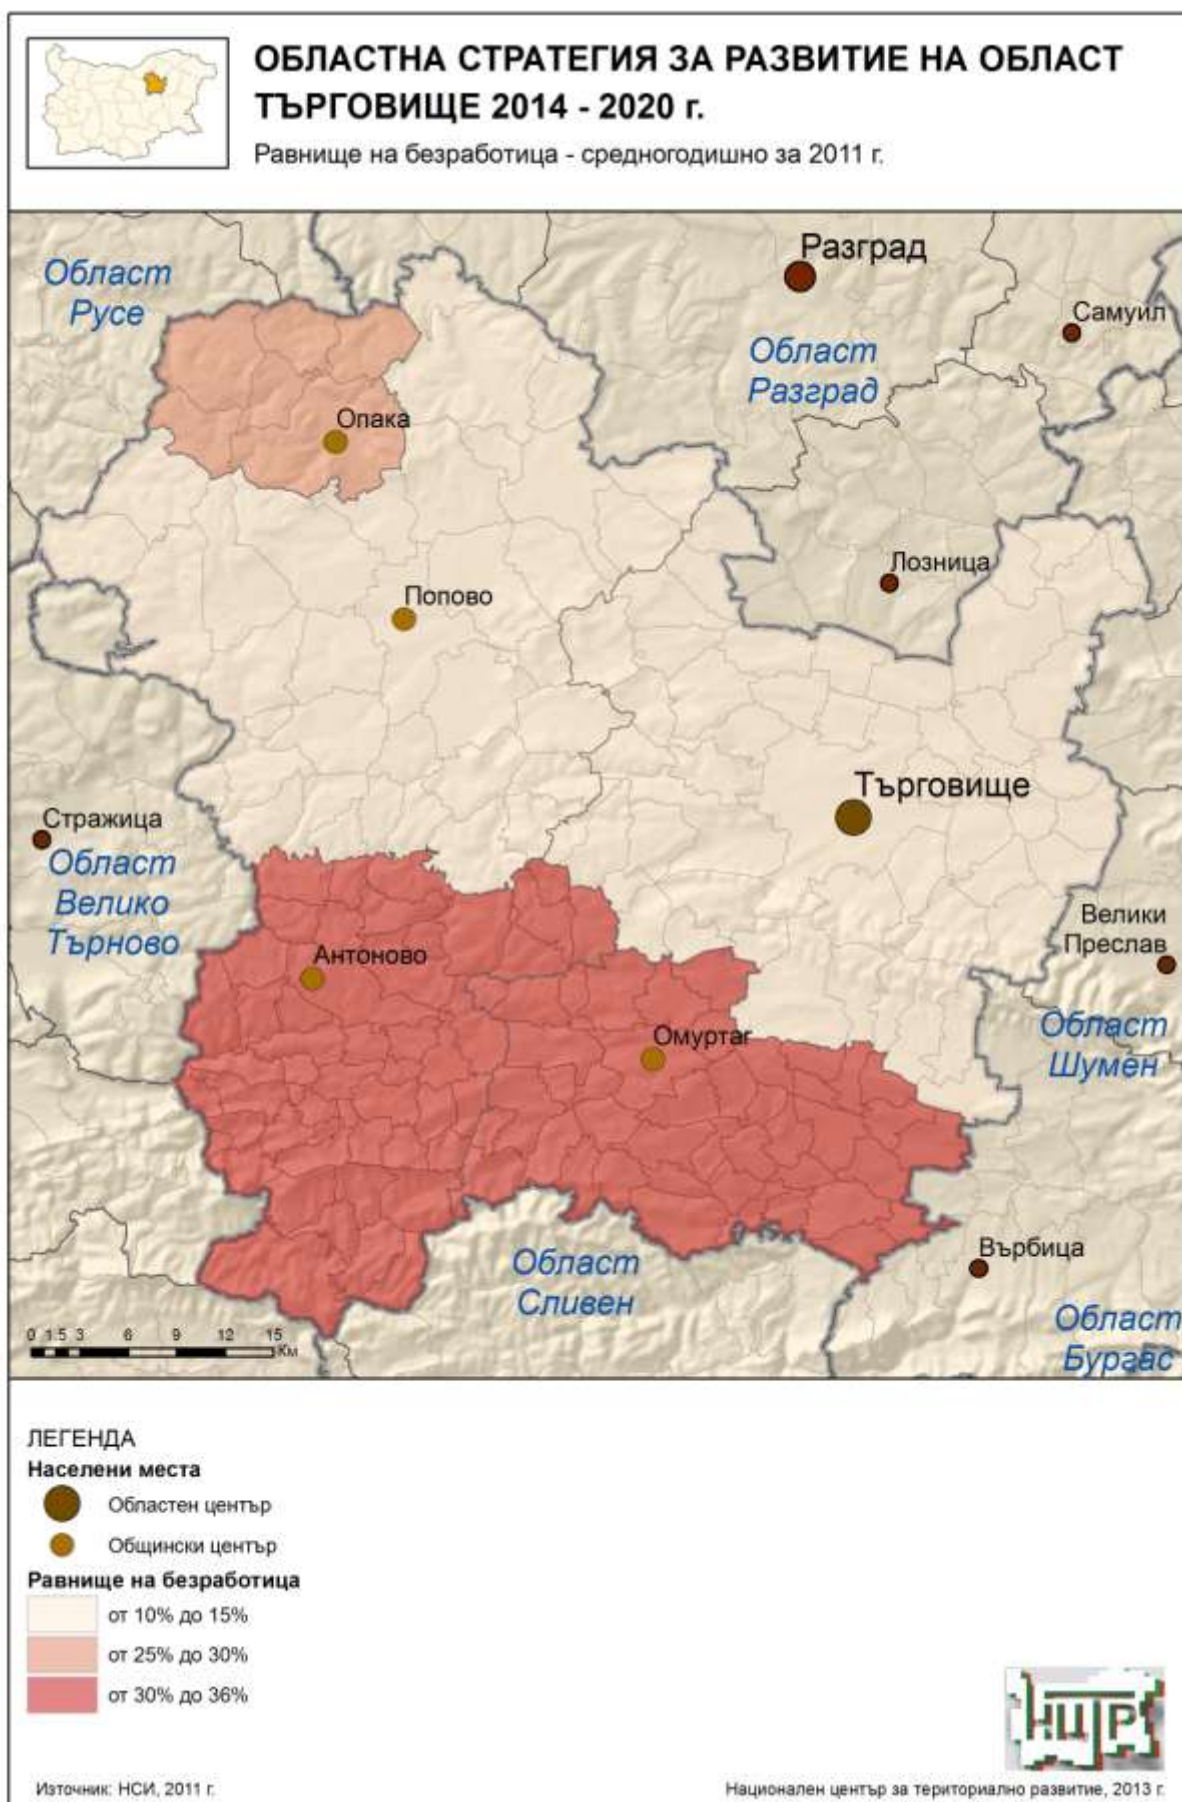 ОБЛАСТНА СТРАТЕГИЯ ЗА РАЗВИТИЕ НА ОБЛАСТ
ТЪРГОВИЩЕ 2014 - 2020 г.
Равнище на безработица - средногодишно за 2011 г.
Разград
Област
Русе
Самуил
Област
Разград
Опака
Лозница
Попово
Търговище
Стражица
Област
Велико
Търново
Велики
Преслав
Антоново
Област
Шумен
Омуртаг
Върбица
Област
Сливен
Област
Бургас
0 1.5 3 6 9 12 15
Км
ЛЕГЕНДА
Населени места
Областен център
Общински център
Равнище на безработица
от 10% до 15%
от 25% до 30%
от 30% до 36%
НЦТР
Източник: НСИ, 2011 г.
Национален център за териториално развитие, 2013 г.